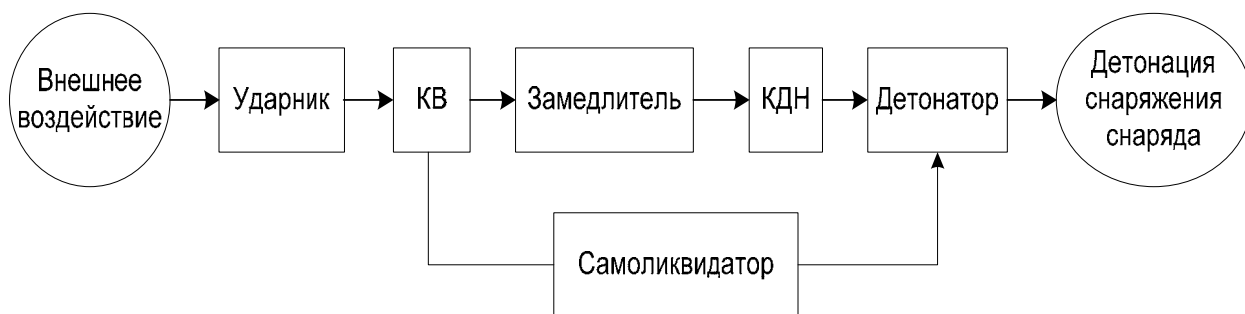 Внешнее
воздействие
Ударник
КВ
Замедлитель
КДН
Детонатор
Детонация
снаряжения
снаряда
Самоликвидатор